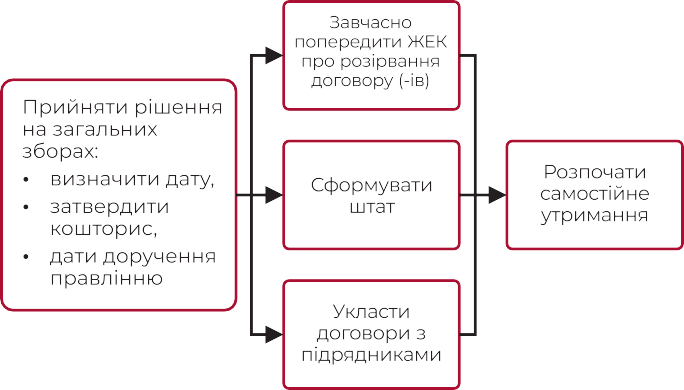 Прийняти рішення
на загальних
зборах:
• визначити дату,
• затвердити
кошторис,
• дати доручення
правлінню
Завчасно
попередити ЖЕК
про розірвання
договору (-ів)
Сформувати
штат
Укласти
договори з
підрядниками
Розпочати
самостійне
утримання